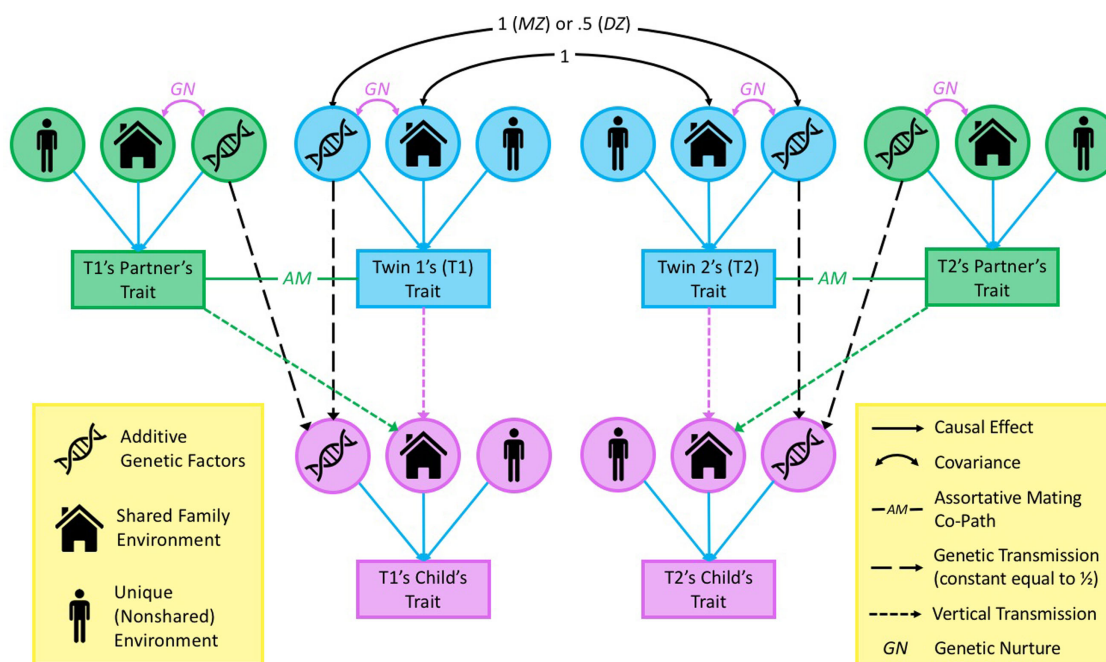 1 (MZ) or .5 (DZ)
1
GN
GN
GN
GN
T1's Partner's
Trait
AM
Twin 1's (T1)
Trait
Twin 2's (T2)
Trait
AM
T2's Partner's
Trait
Additive
Genetic Factors
Shared Family
Environment
Unique
(Nonshared)
Environment
T1's Child's
Trait
T2's Child's
Trait
Causal Effect
Covariance
AM
Assortative Mating
Co-Path
Genetic Transmission
(constant equal to ½)
Vertical Transmission
GN Genetic Nurture